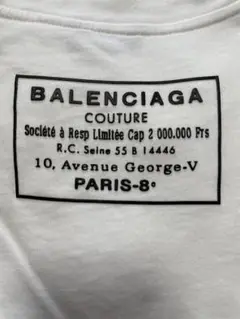 BALENCIAGA
COUTURE
Société à Resp Limitée Cap 2 000.000 Frs
R.C. Seine 55 B 14446
10, Avenue George-V
PARIS-8e